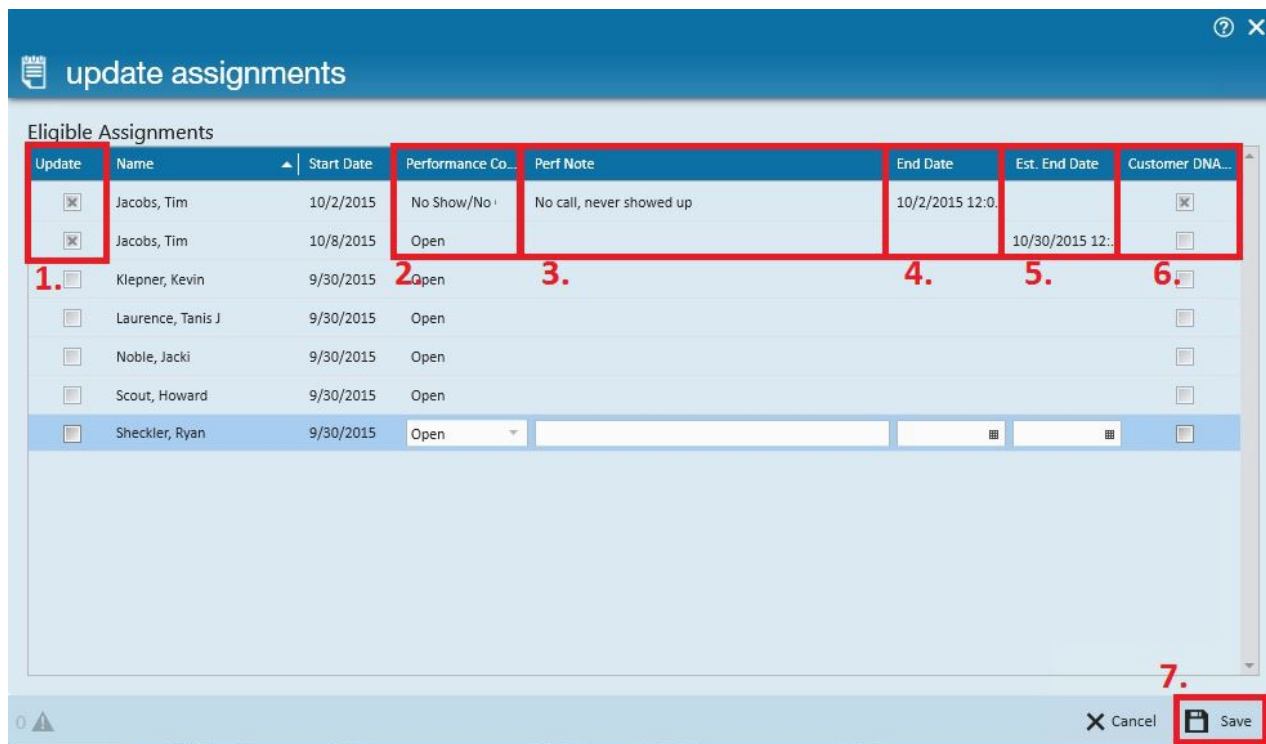 update assignments
Eligible Assignments
Update Name Start Date Performance Co... Perf Note End Date Est. End Date Customer DNA...
Jacobs, Tim 10/2/2015 No Show/No No call, never showed up 10/2/2015 12:0.
Jacobs, Tim 10/8/2015 Open 10/30/2015 12:.
1. 2. 3. 4. 5. 6.
Klepner, Kevin 9/30/2015 Open
Laurence, Tanis J 9/30/2015 Open
Noble, Jacki 9/30/2015 Open
Scout, Howard 9/30/2015 Open
Sheckler, Ryan 9/30/2015 Open
7.
0 Cancel Save